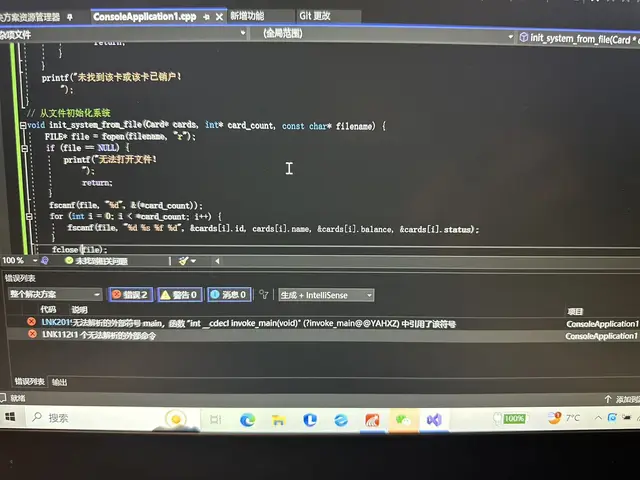 决方案资源管理器
ConsoleApplication1.cpp
新增功能
Git 更改
杂项文件
(全局范围)
init_system_from_file(Card * c
return;
}
}
printf("未找到该卡或该卡已销户!
");
}
// 从文件初始化系统
void init_system_from_file(Card* cards, int* card_count, const char* filename) {
FILE* file = fopen(filename, "r");
if (file == NULL) {
printf("无法打开文件!
");
return;
}
fscanf(file, "%d", &(*card_count));
for (int i = 0; i < *card_count; i++) {
fscanf(file, "%d %s %f %d", &cards[i].id, cards[i].name, &cards[i].balance, &cards[i].status);
}
fclose(file);
100 %
未找到相关问题
错误列表
整个解决方案
错误 2
警告 0
消息 0
生成 + IntelliSense
代码
说明
项目
LNK2019 无法解析的外部符号 main，函数 "int __cdecl invoke_main(void)" (?invoke_main@@YAHXZ) 中引用了该符号
ConsoleApplication1
LNK1120 1 个无法解析的外部命令
ConsoleApplication1
错误列表
输出
就绪
添加到源
搜索
100%
7°C